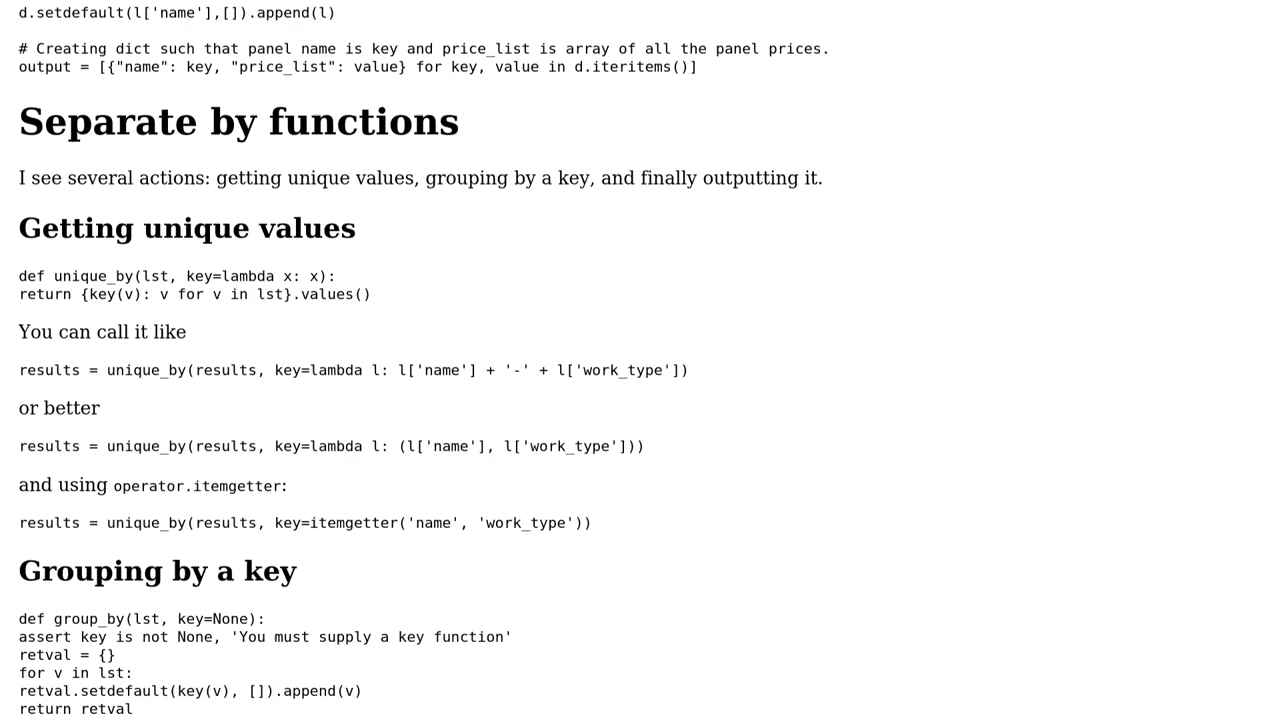 d.setdefault(l['name'],[]).append(l)
# Creating dict such that panel name is key and price_list is array of all the panel prices.
output = [{"name": key, "price_list": value} for key, value in d.iteritems()]
Separate by functions
I see several actions: getting unique values, grouping by a key, and finally outputting it.
Getting unique values
def unique_by(lst, key=lambda x: x):
return {key(v): v for v in lst}.values()
You can call it like
results = unique_by(results, key=lambda l: l['name'] + '-' + l['work_type'])
or better
results = unique_by(results, key=lambda l: (l['name'], l['work_type']))
and using operator.itemgetter:
results = unique_by(results, key=itemgetter('name', 'work_type'))
Grouping by a key
def group_by(lst, key=None):
assert key is not None, 'You must supply a key function'
retval = {}
for v in lst:
retval.setdefault(key(v), []).append(v)
return retval